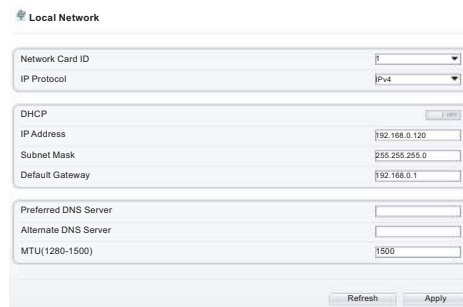 Local Network
Network Card ID 1
IP Protocol IPv4
DHCP OFF
IP Address 192.168.0.120
Subnet Mask 255.255.255.0
Default Gateway 192.168.0.1
Preferred DNS Server
Alternate DNS Server
MTU(1280-1500) 1500
Refresh Apply